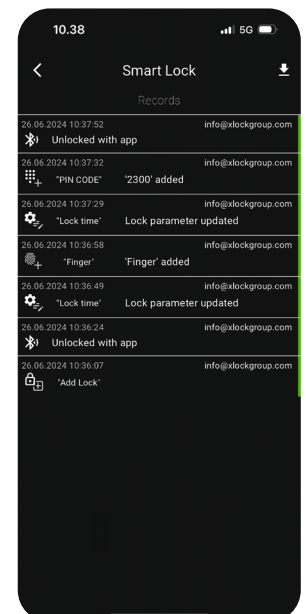 10.38 5G
Smart Lock
Records
26.06.2024 10:37:52 info@xlockgroup.com
Unlocked with app
26.06.2024 10:37:32 info@xlockgroup.com
"PIN CODE" '2300' added
26.06.2024 10:37:29 info@xlockgroup.com
"Lock time" Lock parameter updated
26.06.2024 10:36:58 info@xlockgroup.com
"Finger" 'Finger' added
26.06.2024 10:36:49 info@xlockgroup.com
"Lock time" Lock parameter updated
26.06.2024 10:36:24 info@xlockgroup.com
Unlocked with app
26.06.2024 10:36:07 info@xlockgroup.com
"Add Lock"